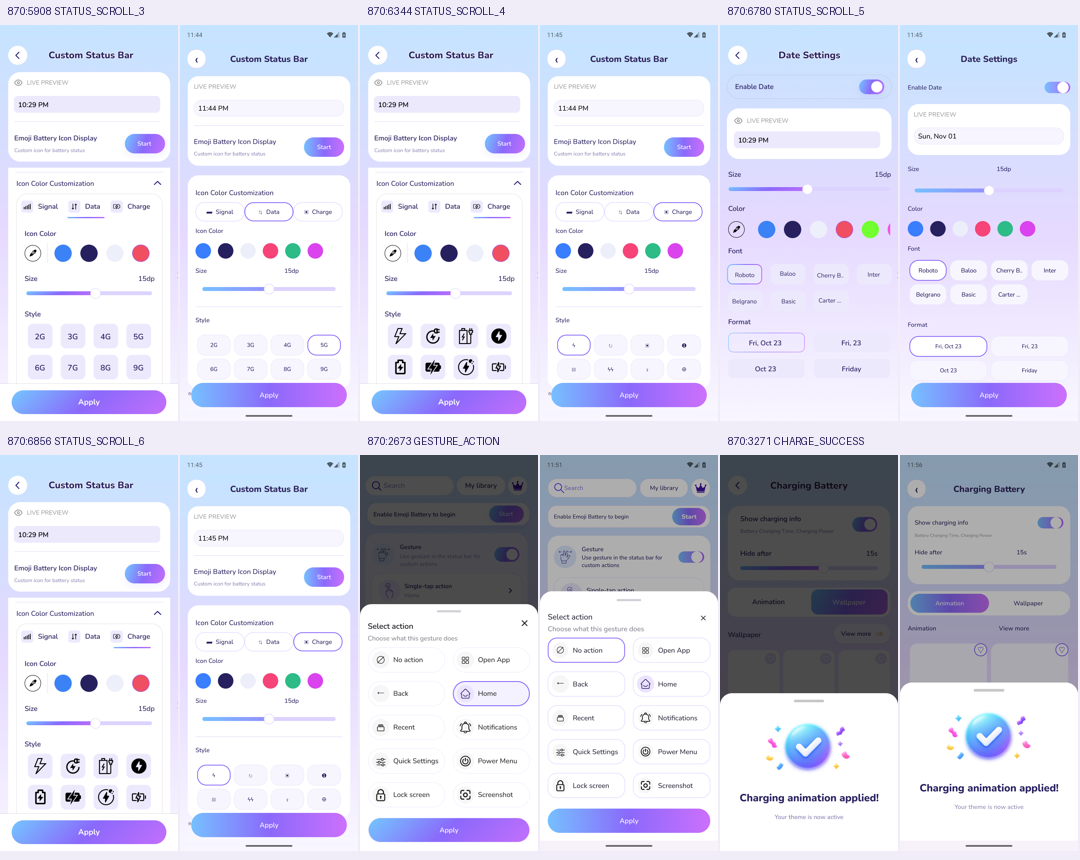 870:5908 STATUS_SCROLL_3
Custom Status Bar
LIVE PREVIEW
10:29 PM
Emoji Battery Icon Display
Custom icon for battery status
Start
Icon Color Customization
Signal
Data
Charge
Icon Color
Size
15dp
Style
2G
3G
4G
5G
6G
7G
8G
9G
Apply
11:44
Custom Status Bar
LIVE PREVIEW
11:44 PM
Emoji Battery Icon Display
Custom icon for battery status
Start
Icon Color Customization
Signal
Data
Charge
Icon Color
Size
15dp
Style
2G
3G
4G
5G
6G
7G
8G
9G
Apply
870:6344 STATUS_SCROLL_4
Custom Status Bar
LIVE PREVIEW
10:29 PM
Emoji Battery Icon Display
Custom icon for battery status
Start
Icon Color Customization
Signal
Data
Charge
Icon Color
Size
15dp
Style
Apply
11:45
Custom Status Bar
LIVE PREVIEW
11:44 PM
Emoji Battery Icon Display
Custom icon for battery status
Start
Icon Color Customization
Signal
Data
Charge
Icon Color
Size
15dp
Style
Apply
870:6780 STATUS_SCROLL_5
Date Settings
Enable Date
LIVE PREVIEW
10:29 PM
Size
15dp
Color
Font
Roboto
Baloo
Cherry B..
Inter
Belgrano
Basic
Carter ...
Format
Fri, Oct 23
Fri, 23
Oct 23
Friday
11:45
Date Settings
Enable Date
LIVE PREVIEW
Sun, Nov 01
Size
15dp
Color
Font
Roboto
Baloo
Cherry B..
Inter
Belgrano
Basic
Carter ...
Format
Fri, Oct 23
Fri, 23
Oct 23
Friday
Apply
870:6856 STATUS_SCROLL_6
Custom Status Bar
LIVE PREVIEW
10:29 PM
Emoji Battery Icon Display
Custom icon for battery status
Start
Icon Color Customization
Signal
Data
Charge
Icon Color
Size
15dp
Style
Apply
11:45
Custom Status Bar
LIVE PREVIEW
11:45 PM
Emoji Battery Icon Display
Custom icon for battery status
Start
Icon Color Customization
Signal
Data
Charge
Icon Color
Size
15dp
Style
Apply
870:2673 GESTURE_ACTION
Search
My library
Enable Emoji Battery to begin
Start
Gesture
Use gesture in the status bar for
custom actions
Single-tap action
Select action
Choose what this gesture does
No action
Open App
Back
Home
Recent
Notifications
Quick Settings
Power Menu
Lock screen
Screenshot
Apply
11:51
Search
My library
Enable Emoji Battery to begin
Start
Gesture
Use gesture in the status bar for
custom actions
Single-tap action
Select action
Choose what this gesture does
No action
Open App
Back
Home
Recent
Notifications
Quick Settings
Power Menu
Lock screen
Screenshot
Apply
870:3271 CHARGE_SUCCESS
Charging Battery
Show charging info
Battery Charging Time, Charging Power
Hide after
15s
Animation
Wallpaper
Wallpaper
View more
Charging animation applied!
Your theme is now active
11:56
Charging Battery
Show charging info
Battery Charging Time, Charging Power
Hide after
15s
Animation
Wallpaper
Animation
View more
Charging animation applied!
Your theme is now active